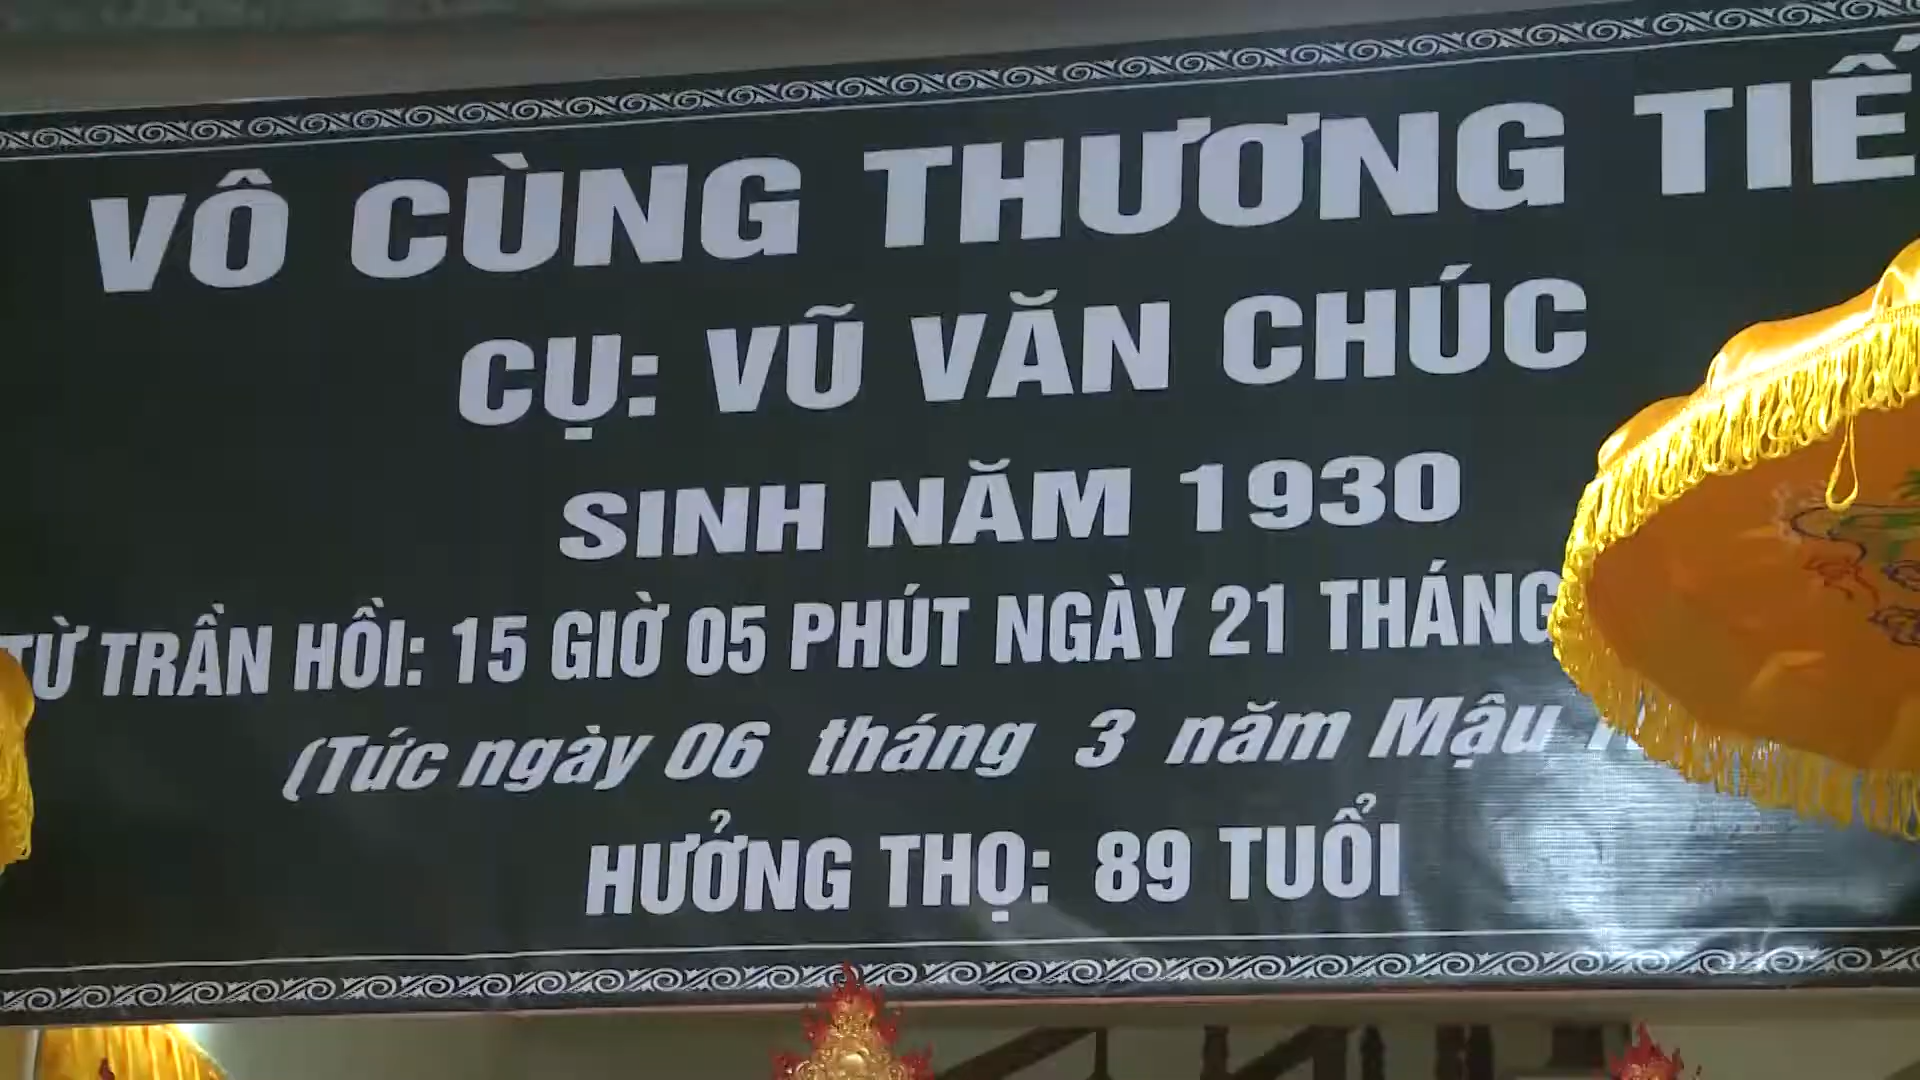 VÔ CÙNG THƯƠNG
CỤ: VŨ VĂN CHÚC
SINH NĂM 1930
TỪ TRẦN HỒI: 15 GIỜ 05 PHÚT NGÀY 21 THÁNG
(Tức ngày 06 tháng 3 năm Mậu
HƯỞNG THỌ: 89 TUỔI